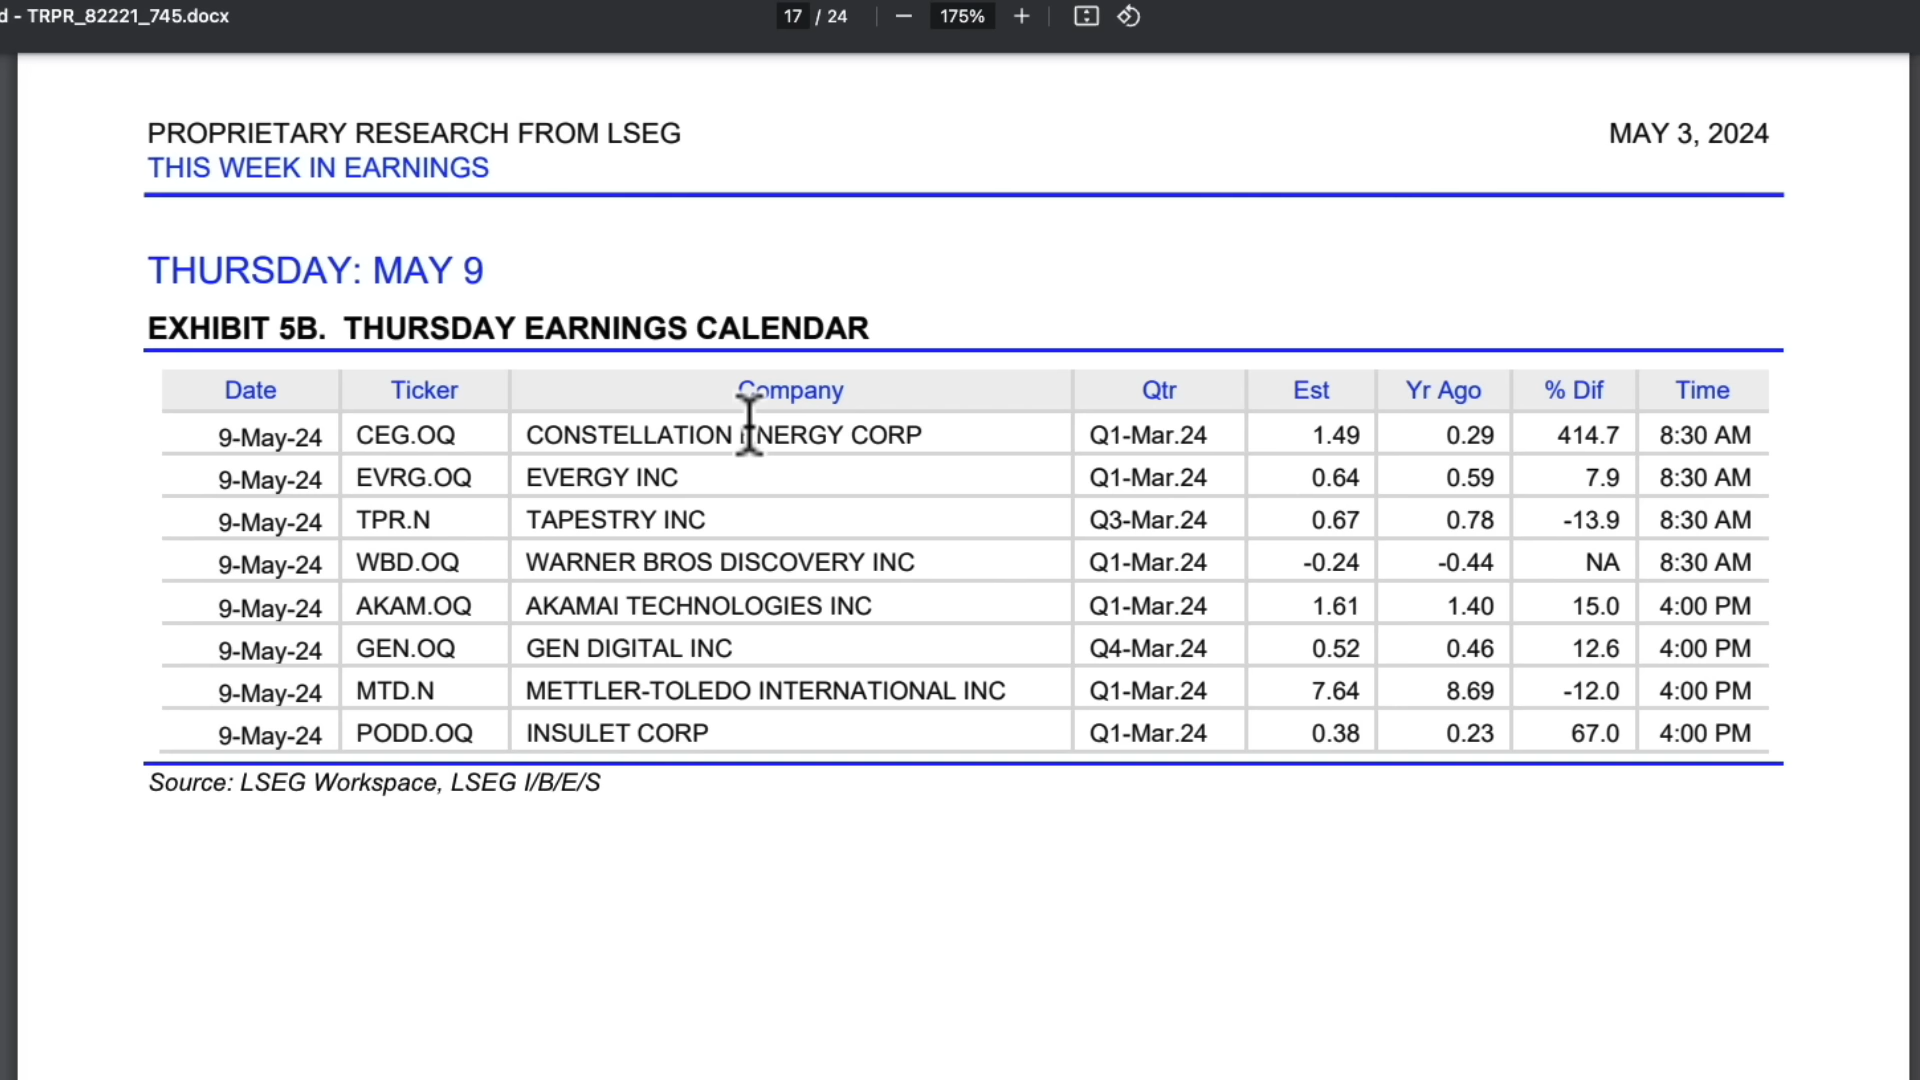 d - TRPR_82221_745.docx 17 / 24 — 175% +
PROPRIETARY RESEARCH FROM LSEG MAY 3, 2024
THIS WEEK IN EARNINGS
THURSDAY: MAY 9
EXHIBIT 5B. THURSDAY EARNINGS CALENDAR
Date Ticker Company Qtr Est Yr Ago % Dif Time
9-May-24 CEG.OQ CONSTELLATION ENERGY CORP Q1-Mar.24 1.49 0.29 414.7 8:30 AM
9-May-24 EVRG.OQ EVERGY INC Q1-Mar.24 0.64 0.59 7.9 8:30 AM
9-May-24 TPR.N TAPESTRY INC Q3-Mar.24 0.67 0.78 -13.9 8:30 AM
9-May-24 WBD.OQ WARNER BROS DISCOVERY INC Q1-Mar.24 -0.24 -0.44 NA 8:30 AM
9-May-24 AKAM.OQ AKAMAI TECHNOLOGIES INC Q1-Mar.24 1.61 1.40 15.0 4:00 PM
9-May-24 GEN.OQ GEN DIGITAL INC Q4-Mar.24 0.52 0.46 12.6 4:00 PM
9-May-24 MTD.N METTLER-TOLEDO INTERNATIONAL INC Q1-Mar.24 7.64 8.69 -12.0 4:00 PM
9-May-24 PODD.OQ INSULET CORP Q1-Mar.24 0.38 0.23 67.0 4:00 PM
Source: LSEG Workspace, LSEG I/B/E/S